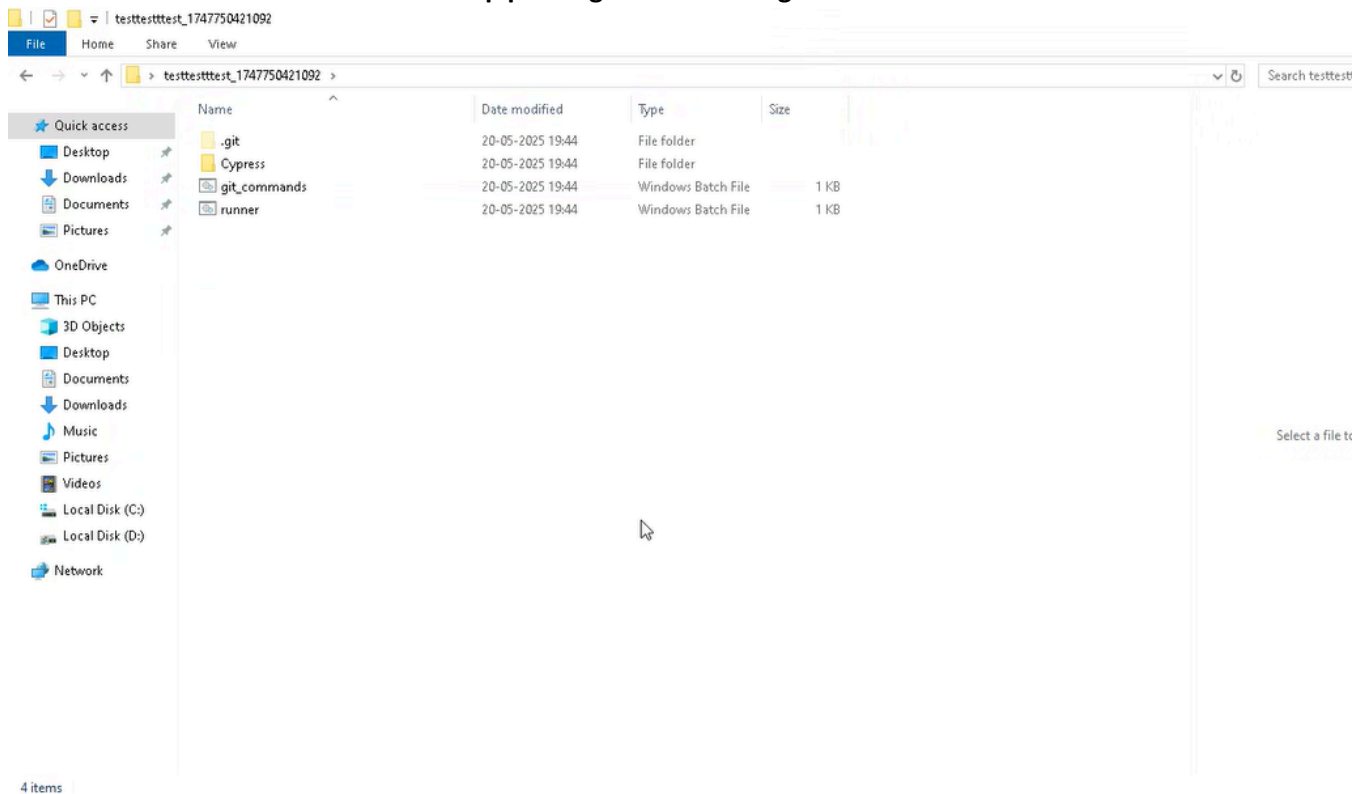 testtestttest_1747750421092
File Home Share View
testtestttest_1747750421092
Search testtestt
Name Date modified Type Size
Quick access
Desktop
Downloads
Documents
Pictures
OneDrive
This PC
3D Objects
Desktop
Documents
Downloads
Music
Pictures
Videos
Local Disk (C:)
Local Disk (D:)
Network
.git 20-05-2025 19:44 File folder
Cypress 20-05-2025 19:44 File folder
git_commands 20-05-2025 19:44 Windows Batch File 1 KB
runner 20-05-2025 19:44 Windows Batch File 1 KB
Select a file to
4 items